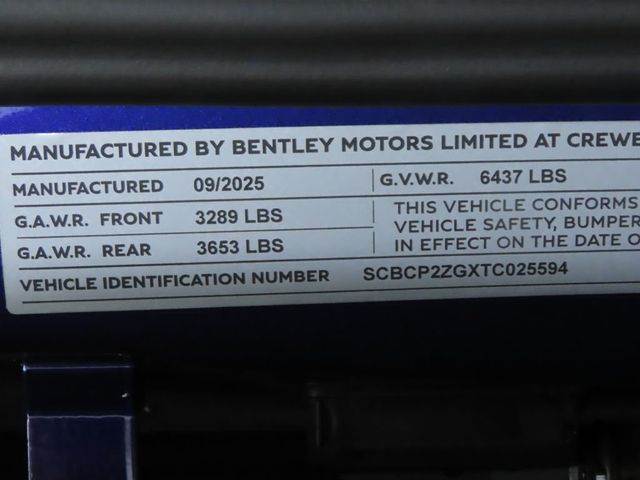 MANUFACTURED BY BENTLEY MOTORS LIMITED AT CREWE
MANUFACTURED 09/2025 G.V.W.R. 6437 LBS
G.A.W.R. FRONT 3289 LBS
G.A.W.R. REAR 3653 LBS
THIS VEHICLE CONFORMS
VEHICLE SAFETY, BUMPER
IN EFFECT ON THE DATE O
VEHICLE IDENTIFICATION NUMBER SCBCP2ZGXTC025594